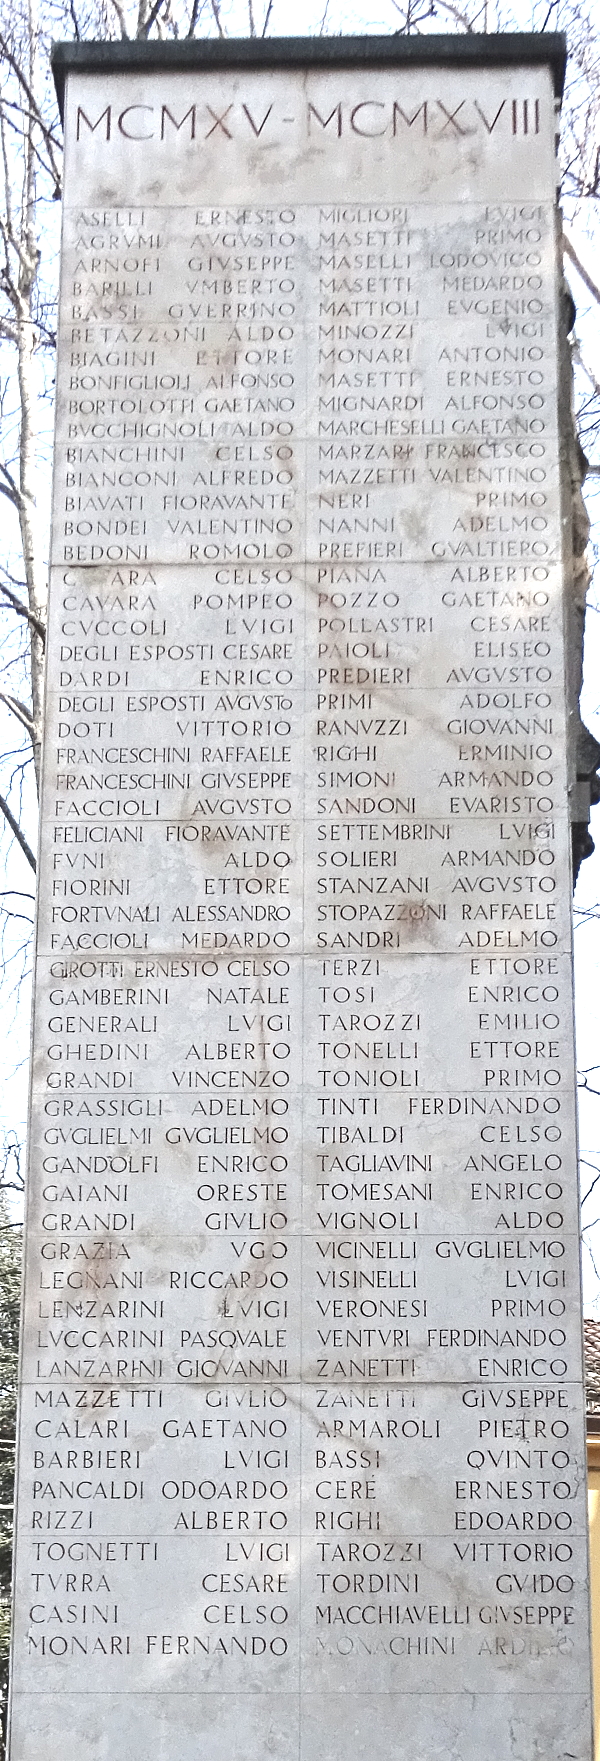 MCMXV - MCMXVIII
ASELLI ERNESTO
AGRVMI AVGVSTO
ARNOFI GIVSEPPE
BARILLI VMBERTO
BASSI GVERRINO
BETAZZONI ALDO
BIAGINI ETTORE
BONFIGLIOLI ALFONSO
BORTOLOTTI GAETANO
BVCCHIGNOLI ALDO
BIANCHINI CELSO
BIANCONI ALFREDO
BIAVATI FIORAVANTE
BONDEI VALENTINO
BEDONI ROMOLO
CELSO
CAVARA POMPEO
CVCCOLI LVIGI
DEGLI ESPOSTI CESARE
DARDI ENRICO
DEGLI ESPOSTI AVGVSTO
DOTI VITTORIO
FRANCESCHINI RAFFAELE
FRANCESCHINI GIVSEPPE
FACCIOLI AVGVSTO
FELICIANI FIORAVANTE
FVNI ALDO
FIORINI ETTORE
FORTVNALI ALESSANDRO
FACCIOLI MEDARDO
GIROTTI ERNESTO CELSO
GAMBERINI NATALE
GENERALI LVIGI
GHEDINI ALBERTO
GRANDI VINCENZO
GRASSIGLI ADELMO
GVGLIELMI GVGLIELMO
GANDOLFI ENRICO
GAIANI ORESTE
GRANDI GIVLIO
GRAZIA VGO
LEGNANI RICCARDO
LENZARINI LVIGI
LVCCARINI PASQVALE
LANZARINI GIOVANNI
MAZZETTI GIVLIO
CALARI GAETANO
BARBIERI LVIGI
PANCALDI ODOARDO
RIZZI ALBERTO
TOGNETTI LVIGI
TVRRA CESARE
CASINI CELSO
MONARI FERNANDO
MIGLIORI LVIGI
MASETTI PRIMO
MASELLI LODOVICO
MASETTI MEDARDO
MATTIOLI EVGENIO
MINOZZI LVIGI
MONARI ANTONIO
MASETTI ERNESTO
MIGNARDI ALFONSO
MARCHESELLI GAETANO
MARZARI FRANCESCO
MAZZETTI VALENTINO
NERI PRIMO
NANNI ADELMO
PREFIERI GVALTIERO
PIANA ALBERTO
POZZO GAETANO
POLLASTRI CESARE
PAIOLI ELISEO
PREDIERI AVGVSTO
PRIMI ADOLFO
RANVZZI GIOVANNI
RIGHI ERMINIO
SIMONI ARMANDO
SANDONI EVARISTO
SETTEMBRINI LVIGI
SOLIERI ARMANDO
STANZANI AVGVSTO
STOPAZZONI RAFFAELE
SANDRI ADELMO
TERZI ETTORE
TOSI ENRICO
TAROZZI EMILIO
TONELLI ETTORE
TONIOLI PRIMO
TINTI FERDINANDO
TIBALDI CELSO
TAGLIAVINI ANGELO
TOMESANI ENRICO
VIGNOLI ALDO
VICINELLI GVGLIELMO
VISINELLI LVIGI
VERONESI PRIMO
VENTVRI FERDINANDO
ZANETTI ENRICO
ZANETTI GIVSEPPE
ARMAROLI PIETRO
BASSI QVINTO
CERÉ ERNESTO
RIGHI EDOARDO
TAROZZI VITTORIO
TORDINI GVIDO
MACCHIAVELLI GIVSEPPE
MONACHINI